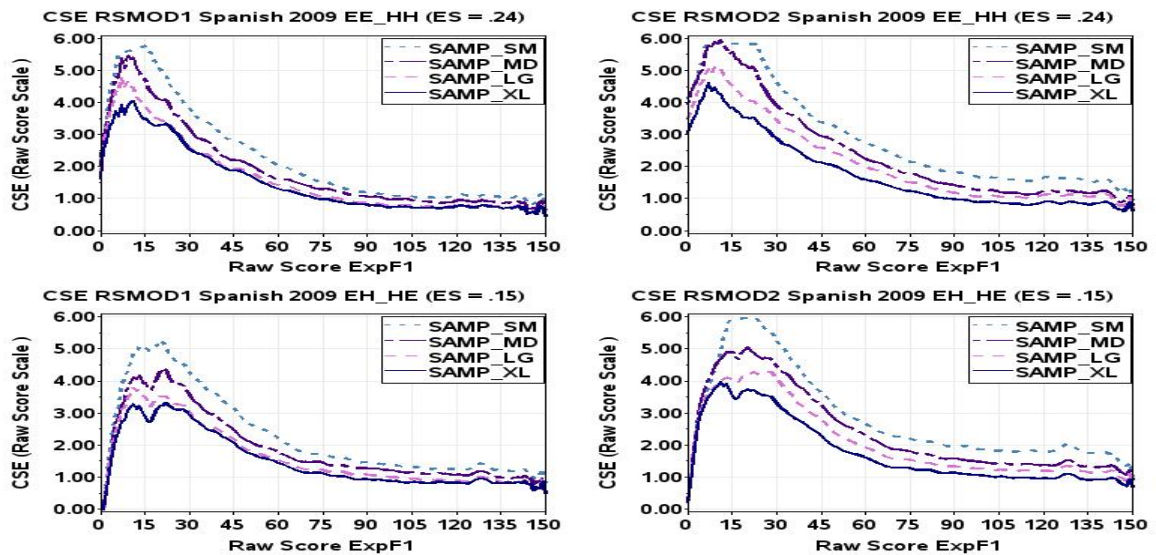 CSE RSMOD1 Spanish 2009 EE_HH (ES = .24)
CSE (Raw Score Scale )
6.00
5.00
4.00
3.00
2.00
1.00
0.00
SAMP_SM
SAMP_MD
SAMP_LG
SAMP_XL
0 15 30 45 60 75 90 105 120 135 150
Raw Score ExpF1
CSE RSMOD2 Spanish 2009 EE_HH (ES = .24)
CSE (Raw Score Scale )
6.00
5.00
4.00
3.00
2.00
1.00
0.00
SAMP_SM
SAMP_MD
SAMP_LG
SAMP_XL
0 15 30 45 60 75 90 105 120 135 150
Raw Score ExpF1
CSE RSMOD1 Spanish 2009 EH_HE (ES = .15)
CSE (Raw Score Scale )
6.00
5.00
4.00
3.00
2.00
1.00
0.00
SAMP_SM
SAMP_MD
SAMP_LG
SAMP_XL
0 15 30 45 60 75 90 105 120 135 150
Raw Score ExpF1
CSE RSMOD2 Spanish 2009 EH_HE (ES = .15)
CSE (Raw Score Scale )
6.00
5.00
4.00
3.00
2.00
1.00
0.00
SAMP_SM
SAMP_MD
SAMP_LG
SAMP_XL
0 15 30 45 60 75 90 105 120 135 150
Raw Score ExpF1